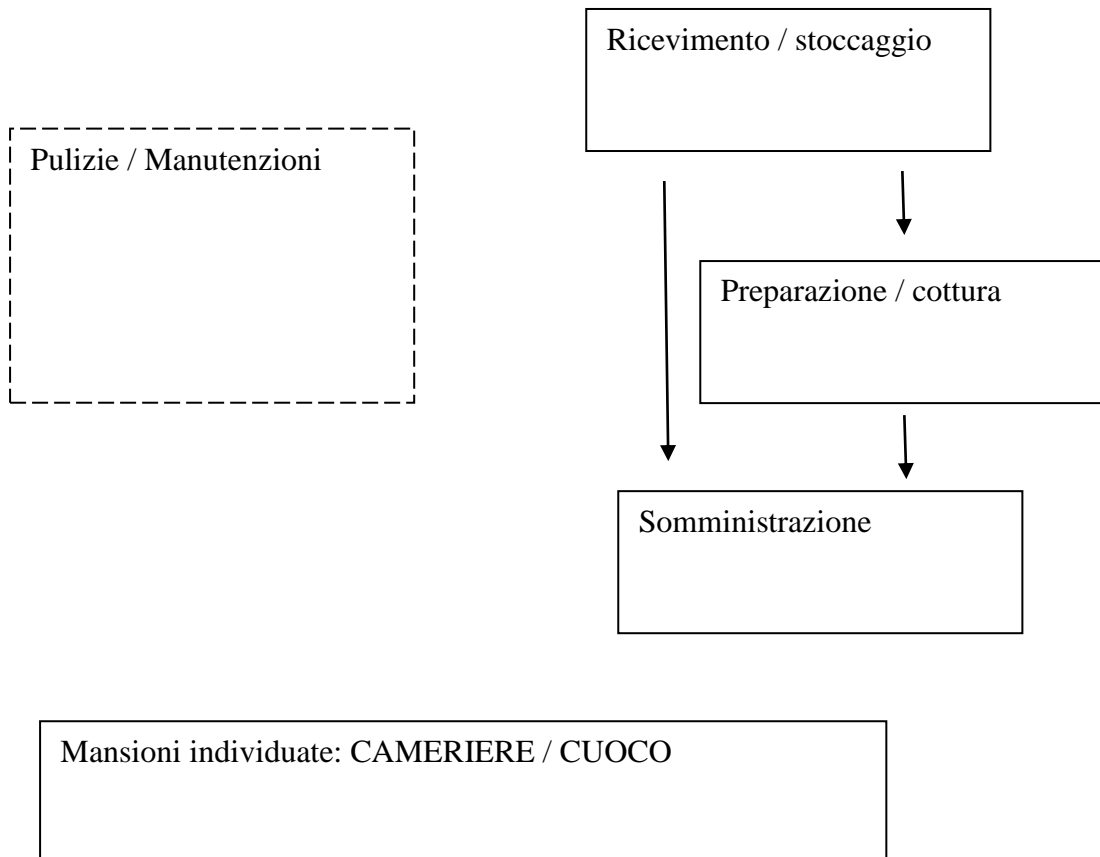 Ricevimento / stoccaggio
Pulizie / Manutenzioni
Preparazione / cottura
Somministrazione
Mansioni individuate: CAMERIERE / CUOCO